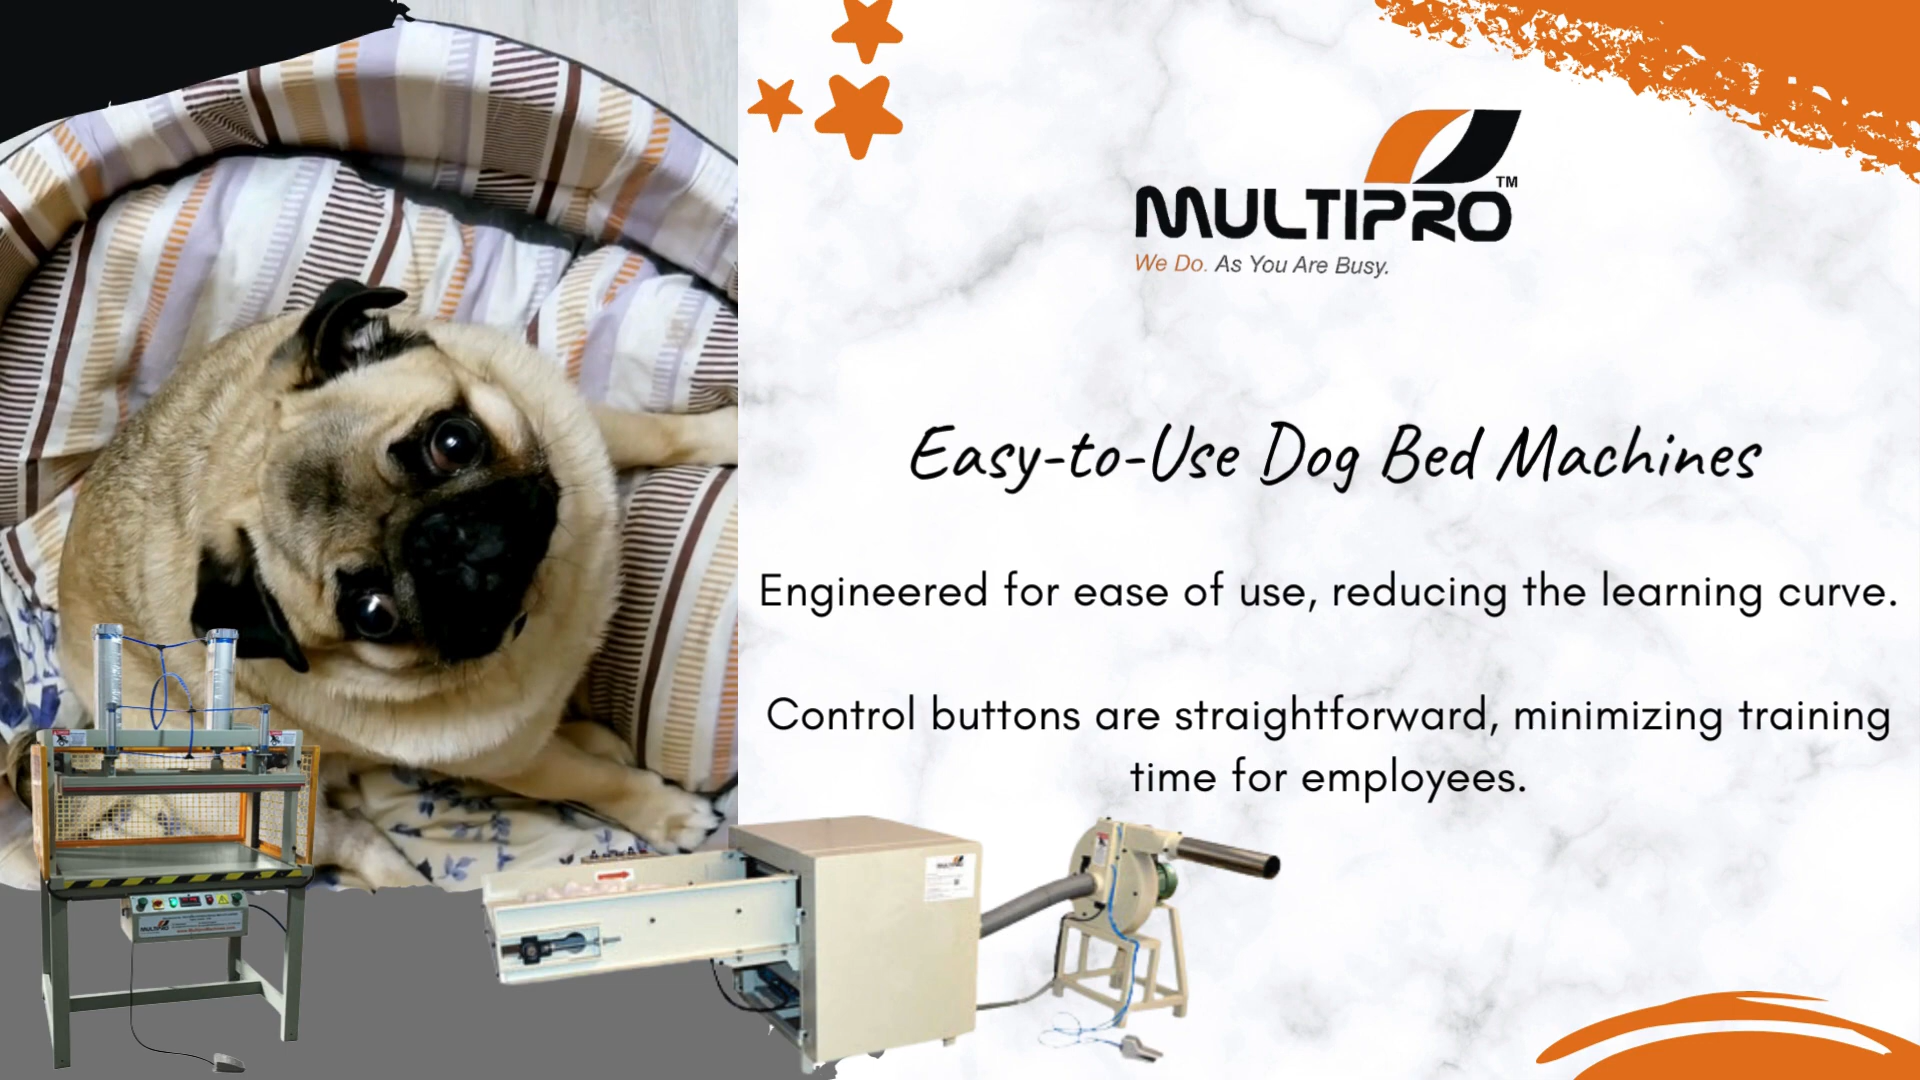 MULTIPRO™
We Do. As You Are Busy.
Easy-to-Use Dog Bed Machines
Engineered for ease of use, reducing the learning curve.
Control buttons are straightforward, minimizing training
time for employees.
MULTIPRO